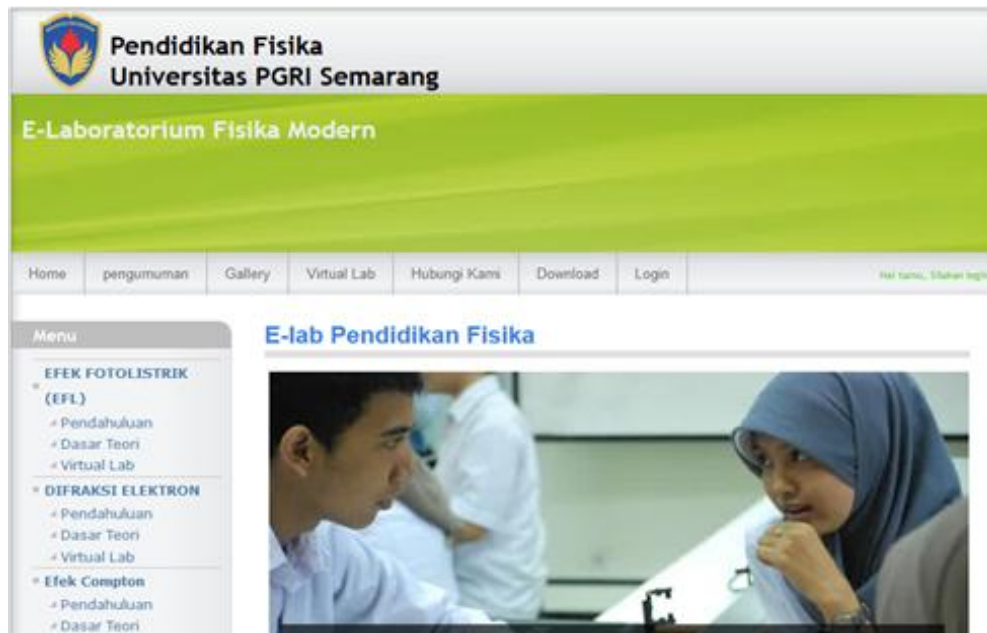 Pendidikan Fisika
Universitas PGRI Semarang
E-Laboratorium Fisika Modern
Home pengumuman Gallery Virtual Lab Hubungi Kami Download Login
Menu
EFEK FOTOLISTRIK
(EFL)
Pendahuluan
Dasar Teori
Virtual Lab
DIFRAKSI ELEKTRON
Pendahuluan
Dasar Teori
Virtual Lab
Efek Compton
Pendahuluan
Dasar Teori
E-lab Pendidikan Fisika